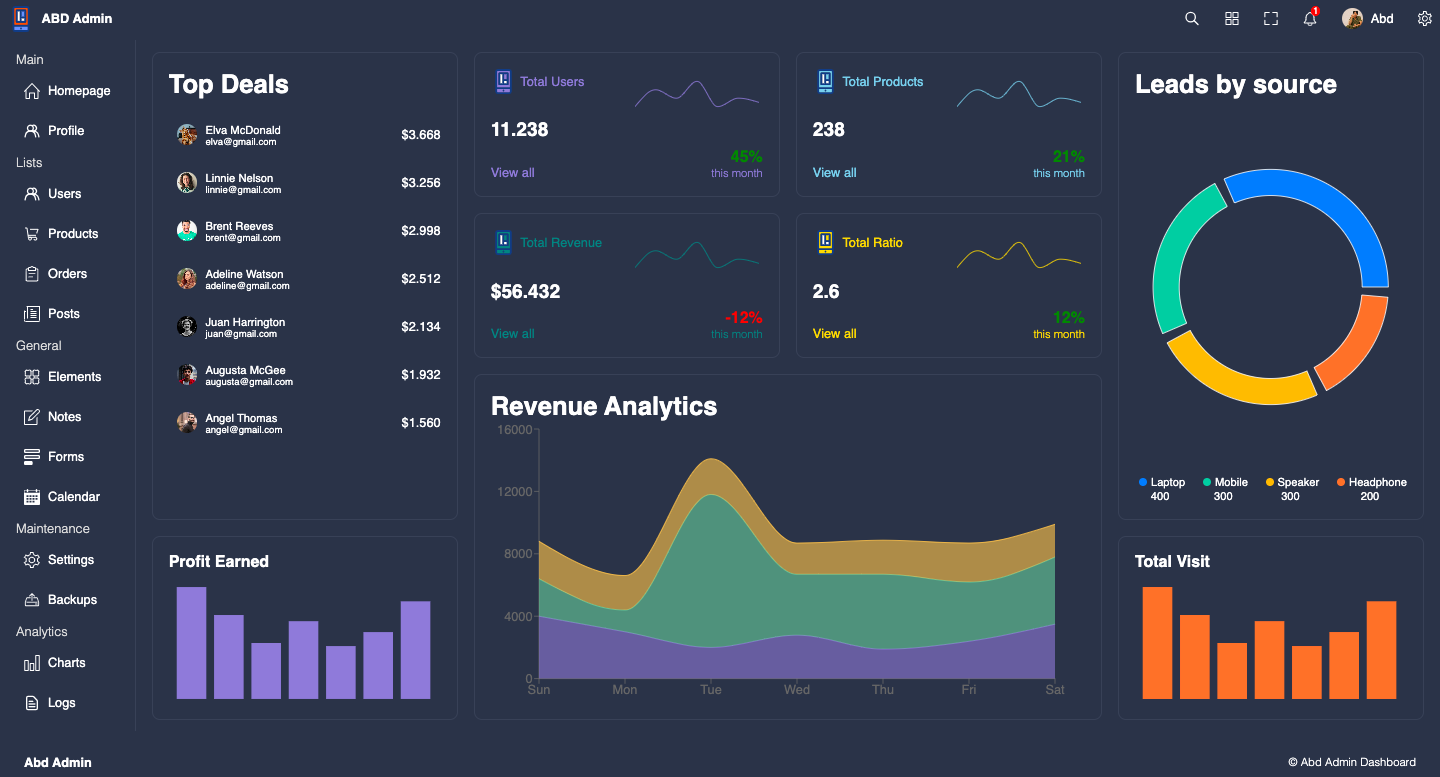 ABD Admin
1
Abd
Main
Homepage
Profile
Lists
Users
Products
Orders
Posts
General
Elements
Notes
Forms
Calendar
Maintenance
Settings
Backups
Analytics
Charts
Logs
Top Deals
Elva McDonald
elva@gmail.com
$3.668
Linnie Nelson
linnie@gmail.com
$3.256
Brent Reeves
brent@gmail.com
$2.998
Adeline Watson
adeline@gmail.com
$2.512
Juan Harrington
juan@gmail.com
$2.134
Augusta McGee
augusta@gmail.com
$1.932
Angel Thomas
angel@gmail.com
$1.560
Total Users
11.238
View all
45%
this month
Total Products
238
View all
21%
this month
Total Revenue
$56.432
View all
-12%
this month
Total Ratio
2.6
View all
12%
this month
Leads by source
Laptop
400
Mobile
300
Speaker
300
Headphone
200
Profit Earned
Revenue Analytics
16000
12000
8000
4000
0
Sun Mon Tue Wed Thu Fri Sat
Total Visit
Abd Admin
© Abd Admin Dashboard